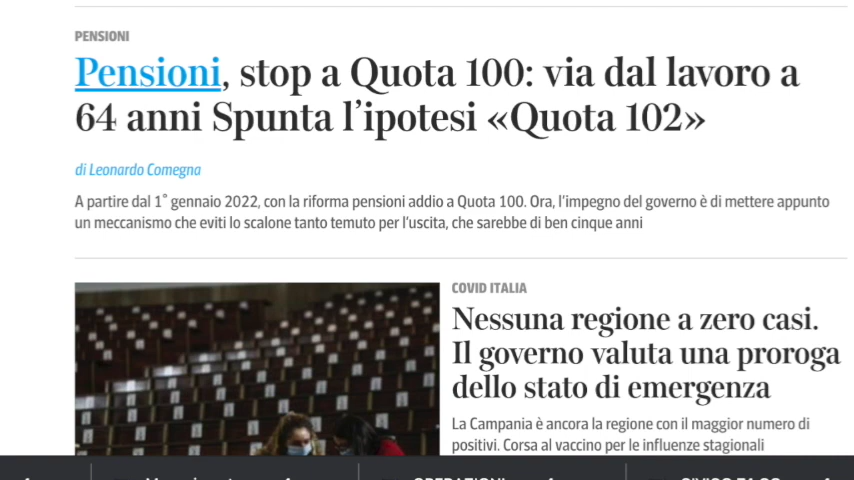 PENSIONI
Pensioni, stop a Quota 100: via dal lavoro a
64 anni Spunta l'ipotesi «Quota 102»
di Leonardo Comegna
A partire dal 1° gennaio 2022, con la riforma pensioni addio a Quota 100. Ora, l'impegno del governo è di mettere appunto
un meccanismo che eviti lo scalone tanto temuto per l'uscita, che sarebbe di ben cinque anni
COVID ITALIA
Nessuna regione a zero casi.
Il governo valuta una proroga
dello stato di emergenza
La Campania è ancora la regione con il maggior numero di
positivi. Corsa al vaccino per le influenze stagionali